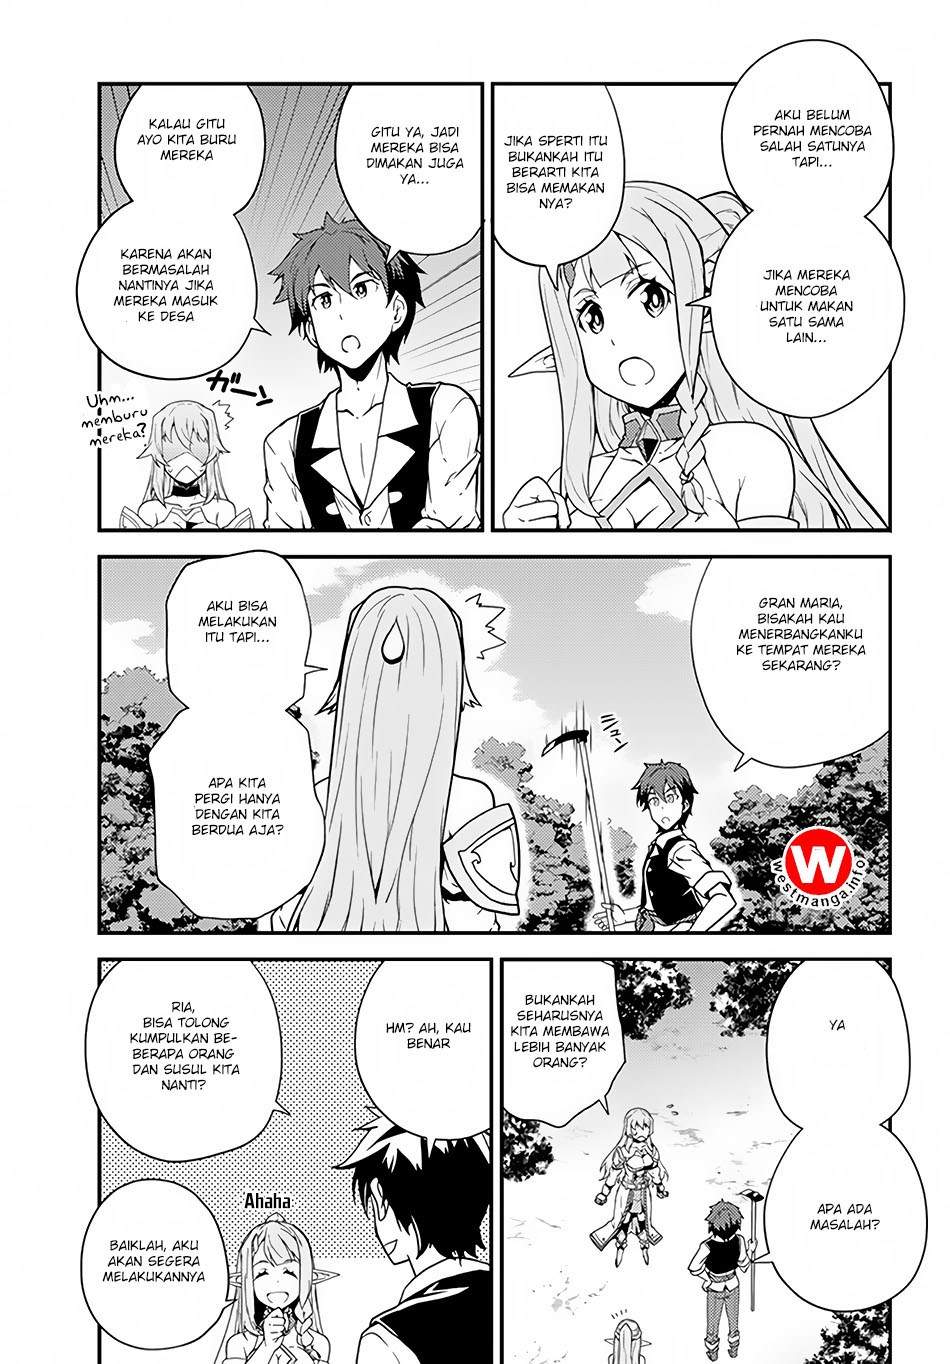 AKU BELUM
PERNAH MENCOBA
SALAH SATUNYA
TAPI...
JIKA MEREKA
MENCOBA
UNTUK MAKAN
SATU SAMA
LAIN...
JIKA SPERTI ITU
BUKANKAH ITU
BERARTI KITA
BISA MEMAKAN
NYA?
GITU YA, JADI
MEREKA BISA
DIMAKAN JUGA
YA...
KALAU GITU
AYO KITA BURU
MEREKA
KARENA AKAN
BERMASALAH
NANTINYA JIKA
MEREKA MASUK
KE DESA
ガーン
Uhm...
memburu
mereka?
GRAN MARIA,
BISAKAH KAU
MENERBANGKANKU
KE TEMPAT MEREKA
SEKARANG?
AKU BISA
MELAKUKAN
ITU TAPI...
APA KITA
PERGI HANYA
DENGAN KITA
BERDUA AJA?
W
westmanga.info
YA
APA ADA
MASALAH?
BUKANKAH
SEHARUSNYA
KITA MEMBAWA
LEBIH BANYAK
ORANG?
HM? AH, KAU
BENAR
RIA,
BISA TOLONG
KUMPULKAN BE-
BERAPA ORANG
DAN SUSUL KITA
NANTI?
Ahaha
BAIKLAH, AKU
AKAN SEGERA
MELAKUKANNYA